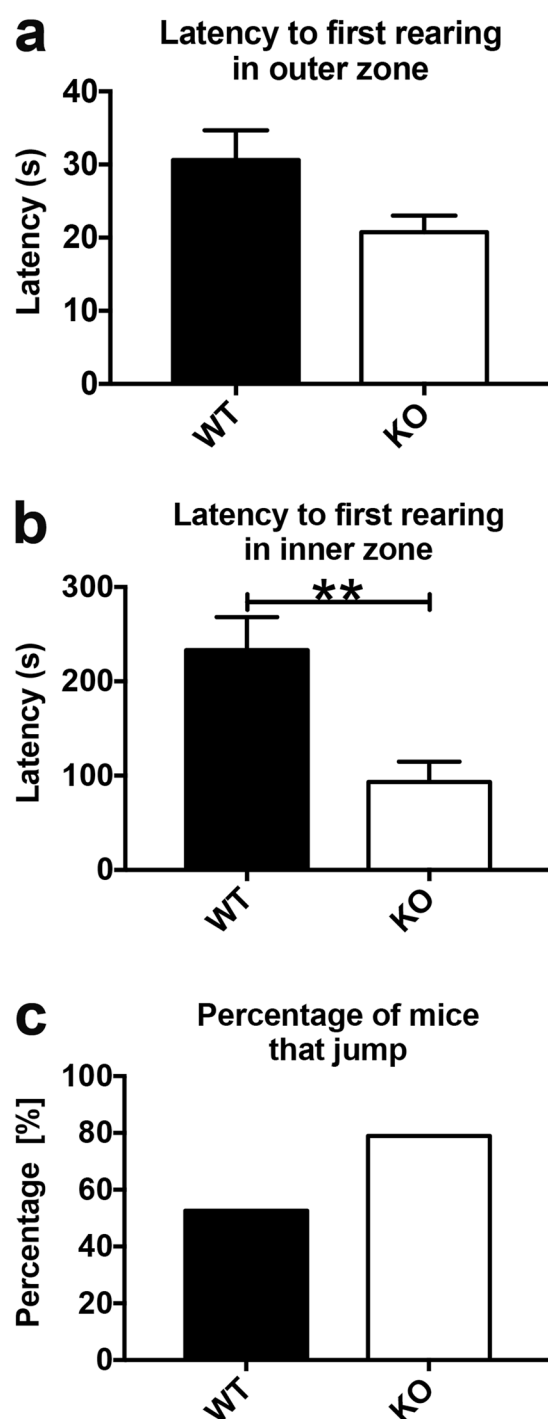 a
Latency to first rearing
in outer zone
Latency (s)
40
30
20
10
0
WT
KO
b
Latency to first rearing
in inner zone
Latency (s)
300
200
100
0
**
WT
KO
c
Percentage of mice
that jump
Percentage [%]
100
80
60
40
20
0
WT
KO